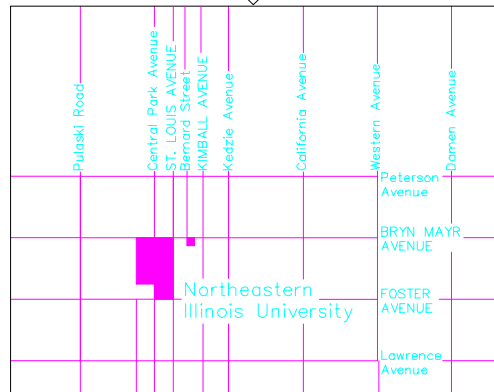 Pulaski Road
Central Park Avenue
ST. LOUIS AVENUE
Bernard Street
KIMBALL AVENUE
Kedzie Avenue
California Avenue
Western Avenue
Damen Avenue
Peterson
Avenue
BRYN MAYR
AVENUE
Northeastern
Illinois University
FOSTER
AVENUE
Lawrence
Avenue